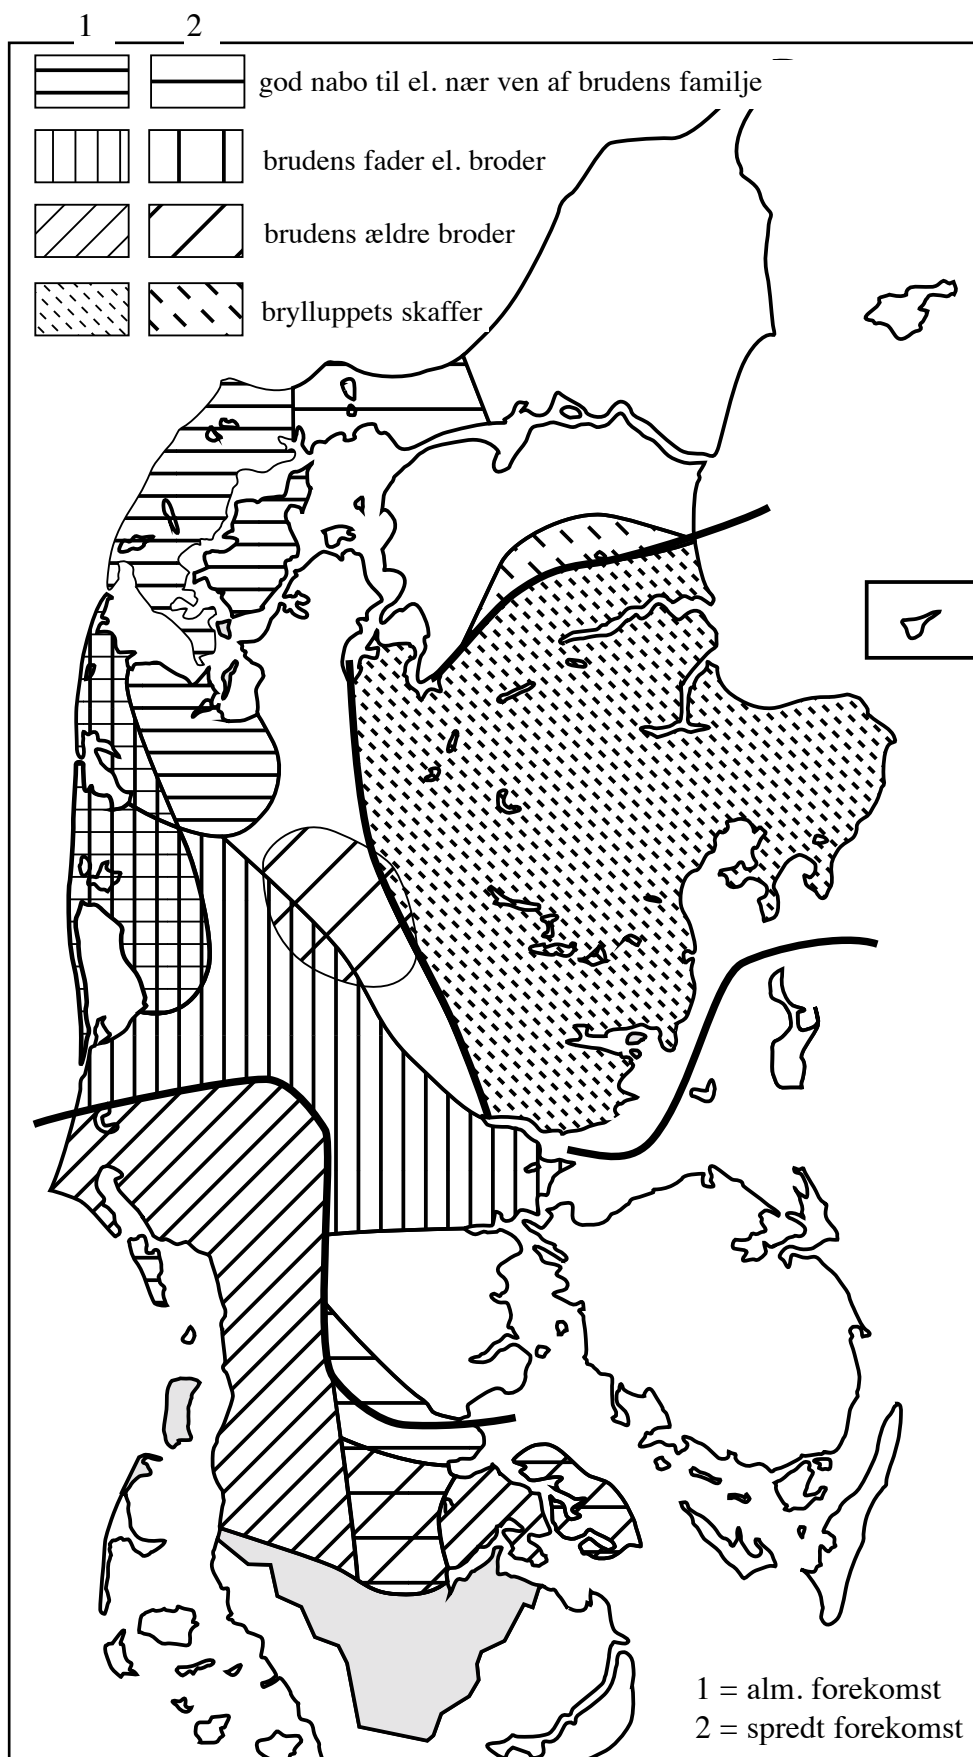 1 2
god nabo til el. nær ven af brudens familje
brudens fader el. broder
brudens ældre broder
brylluppets skaffer
1 = alm. forekomst
2 = spredt forekomst